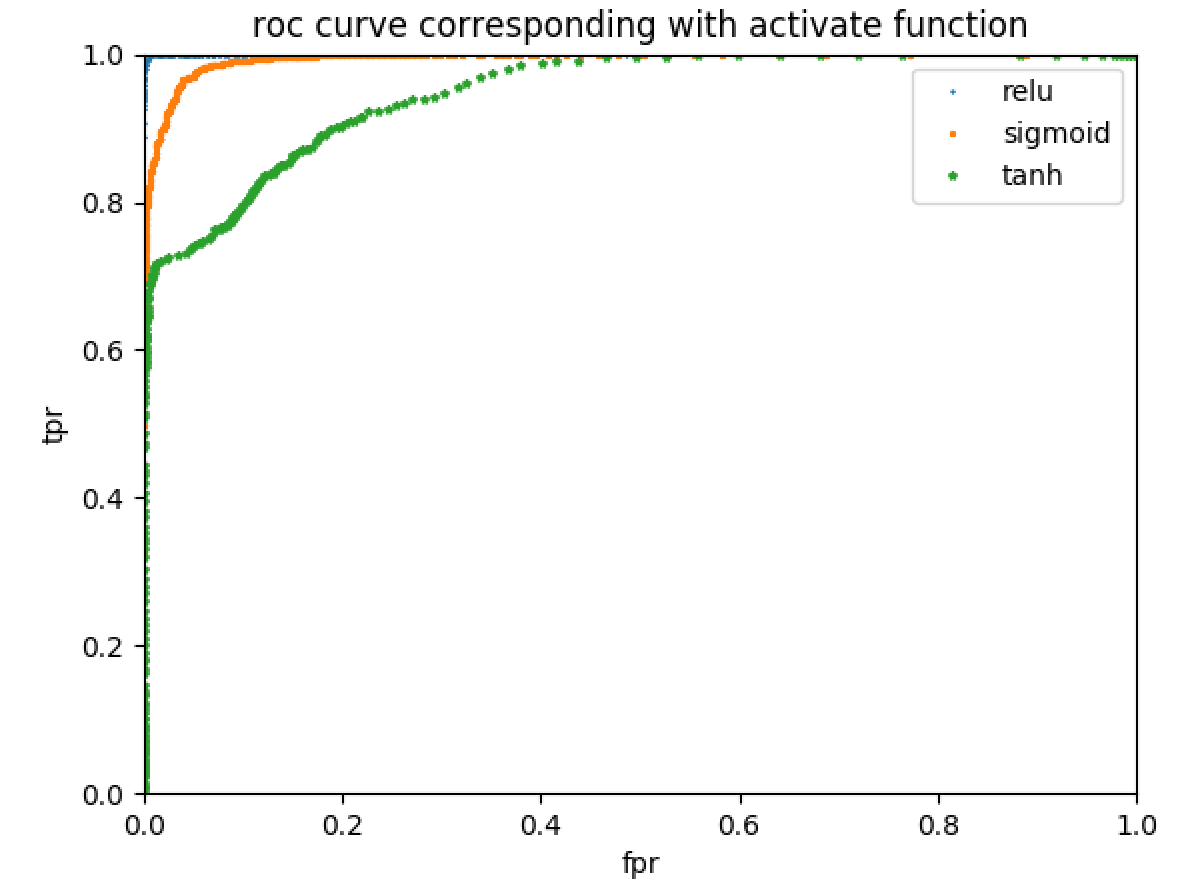 roc curve corresponding with activate function
1.0
0.8
0.6
0.4
0.2
0.0
tpr
relu
sigmoid
tanh
0.0 0.2 0.4 0.6 0.8 1.0
fpr